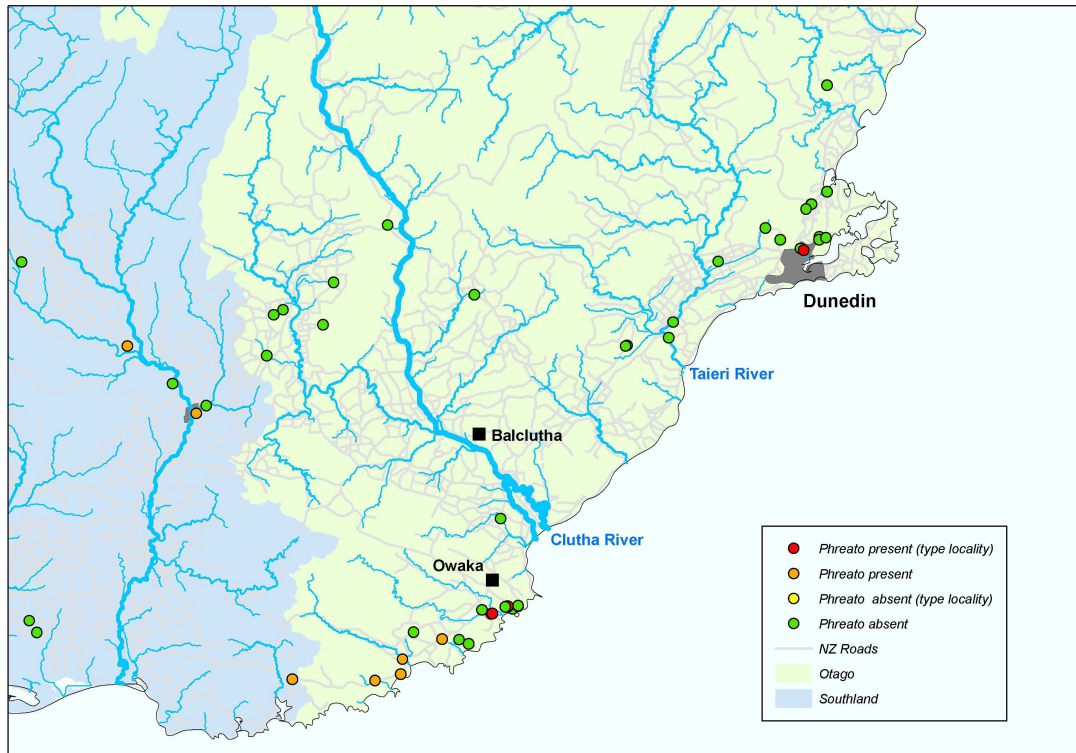 Dunedin
Taieri River
Balclutha
Clutha River
Owaka
Phreato present (type locality)
Phreato present
Phreato absent (type locality)
Phreato absent
NZ Roads
Otago
Southland